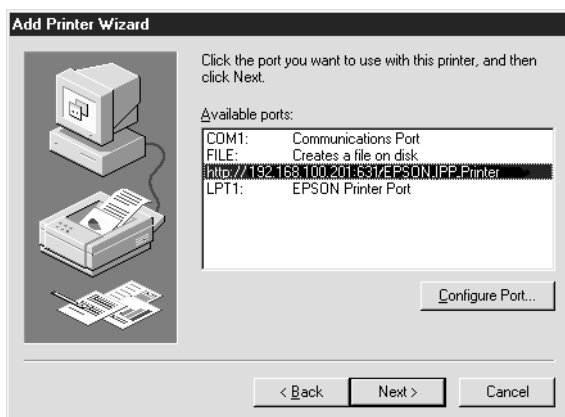 Add Printer Wizard
Click the port you want to use with this printer, and then
click Next.
Available ports:
COM1: Communications Port
FILE: Creates a file on disk
http://192.168.100.201:631/EPSON_IPP_Printer
LPT1: EPSON Printer Port
Configure Port...
< Back Next > Cancel